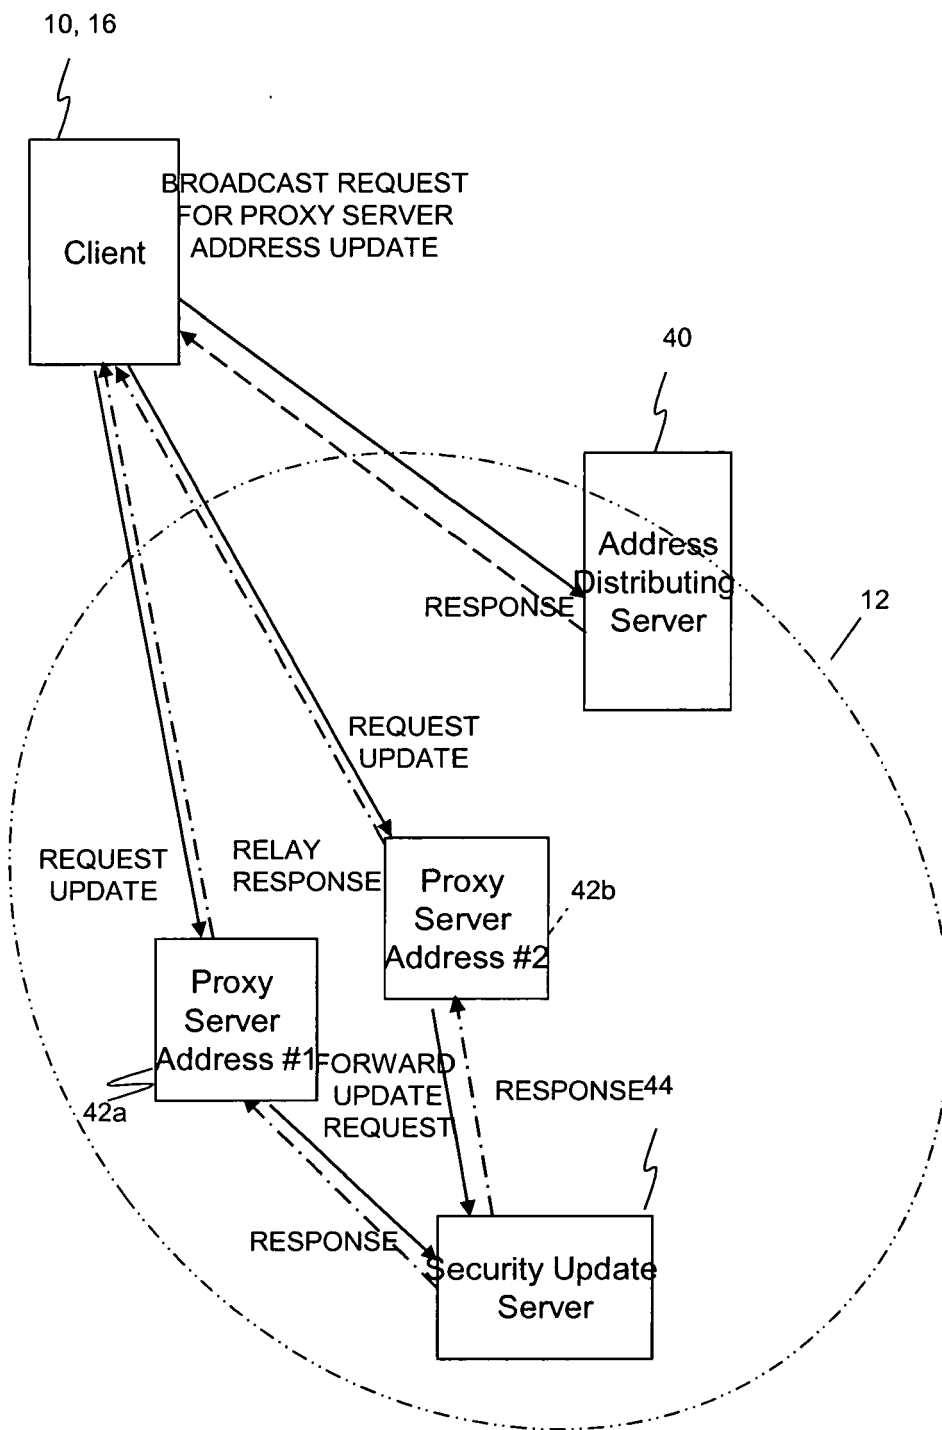 10, 16
BROADCAST REQUEST
FOR PROXY SERVER
ADDRESS UPDATE
Client
40
Address
Distributing
Server
RESPONSE
12
REQUEST
UPDATE
REQUEST
UPDATE
RELAY
RESPONSE
Proxy
Server
Address #2
42b
Proxy
Server
Address #1
42a
FORWARD
UPDATE
REQUEST
RESPONSE
44
RESPONSE
Security Update
Server